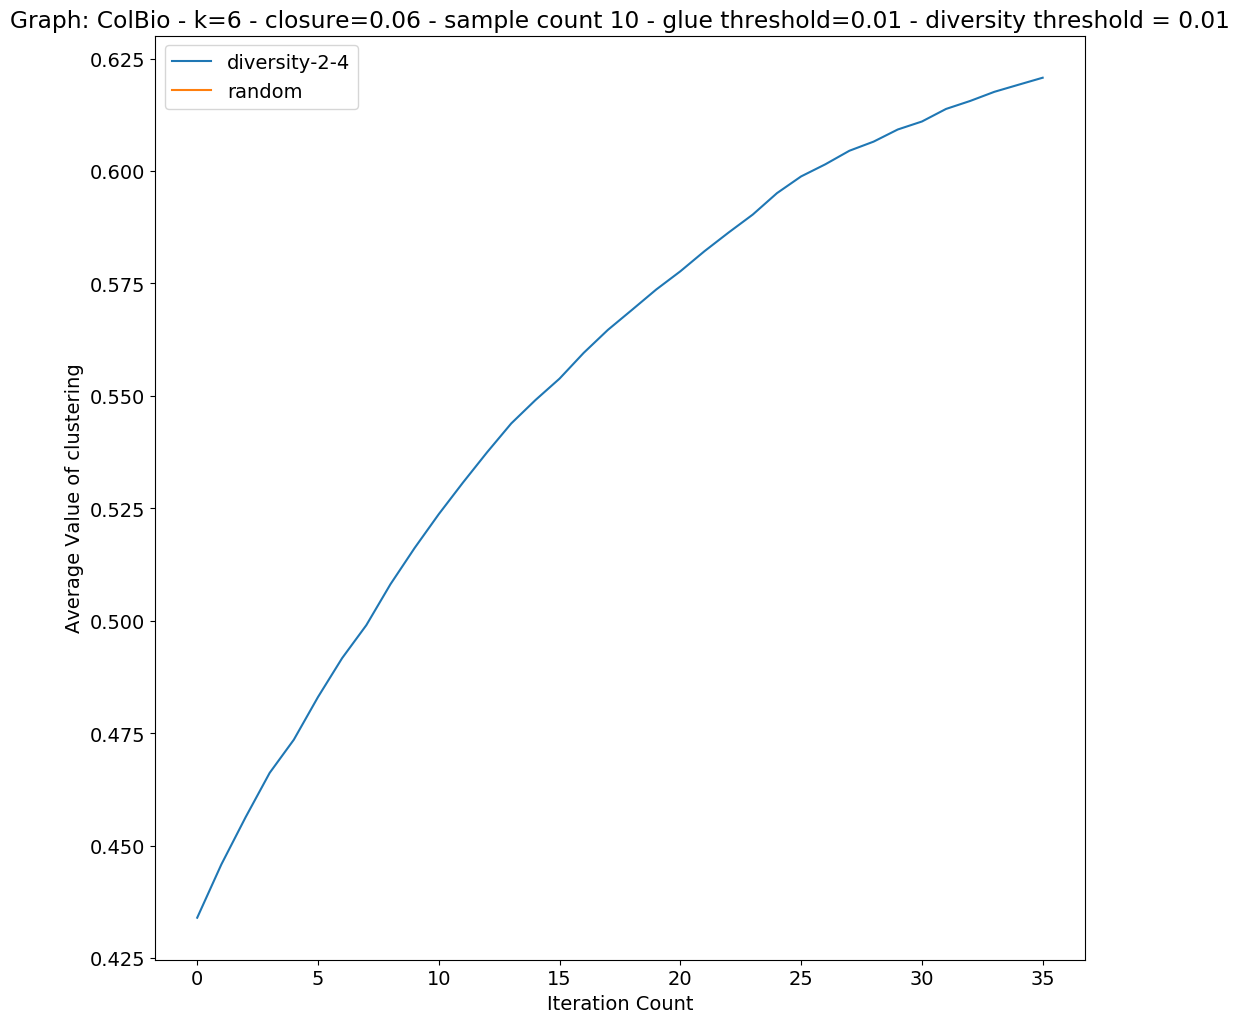 Graph: ColBio - k=6 - closure=0.06 - sample count 10 - glue threshold=0.01 - diversity threshold = 0.01
diversity-2-4
random
0.625
0.600
0.575
0.550
0.525
0.500
0.475
0.450
0.425
Average Value of clustering
0 5 10 15 20 25 30 35
Iteration Count